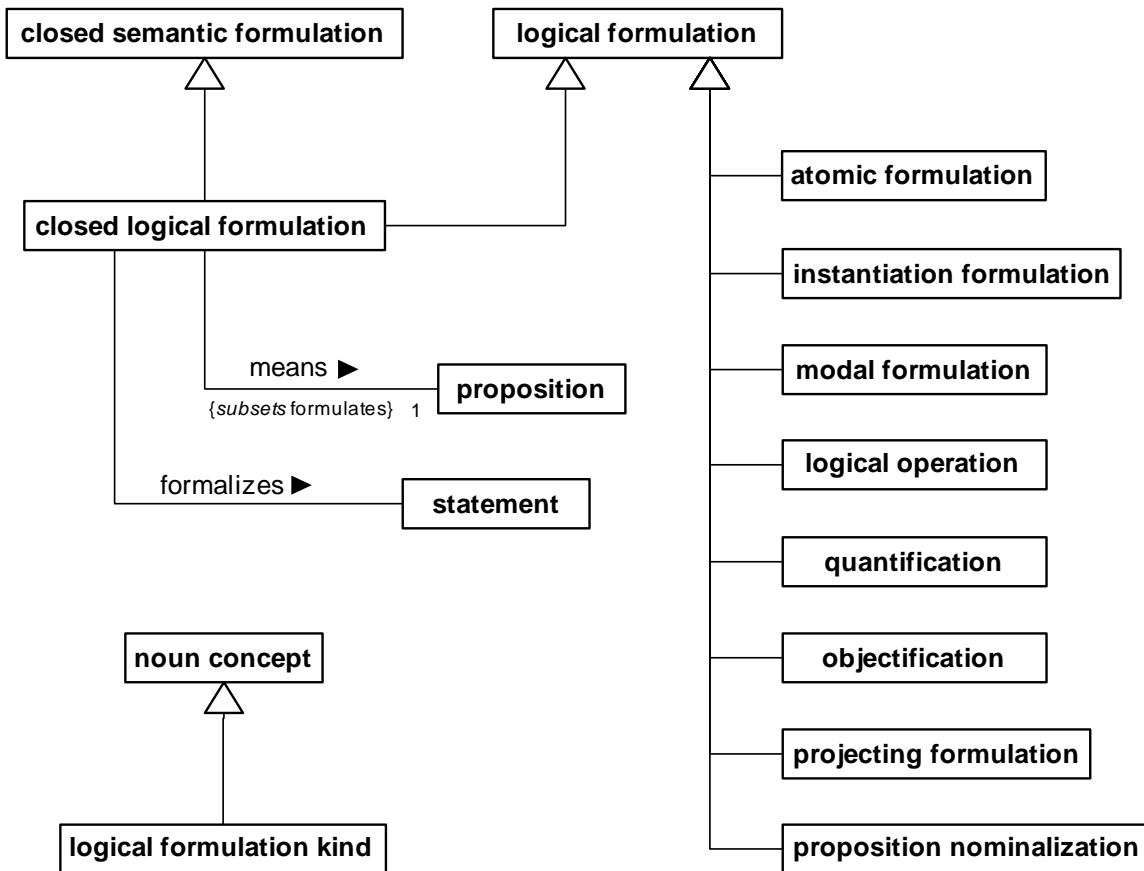 closed semantic formulation
logical formulation
atomic formulation
closed logical formulation
instantiation formulation
means ►
modal formulation
proposition
{subsets formulates} 1
logical operation
formalizes ►
statement
quantification
noun concept
objectification
projecting formulation
logical formulation kind
proposition nominalization